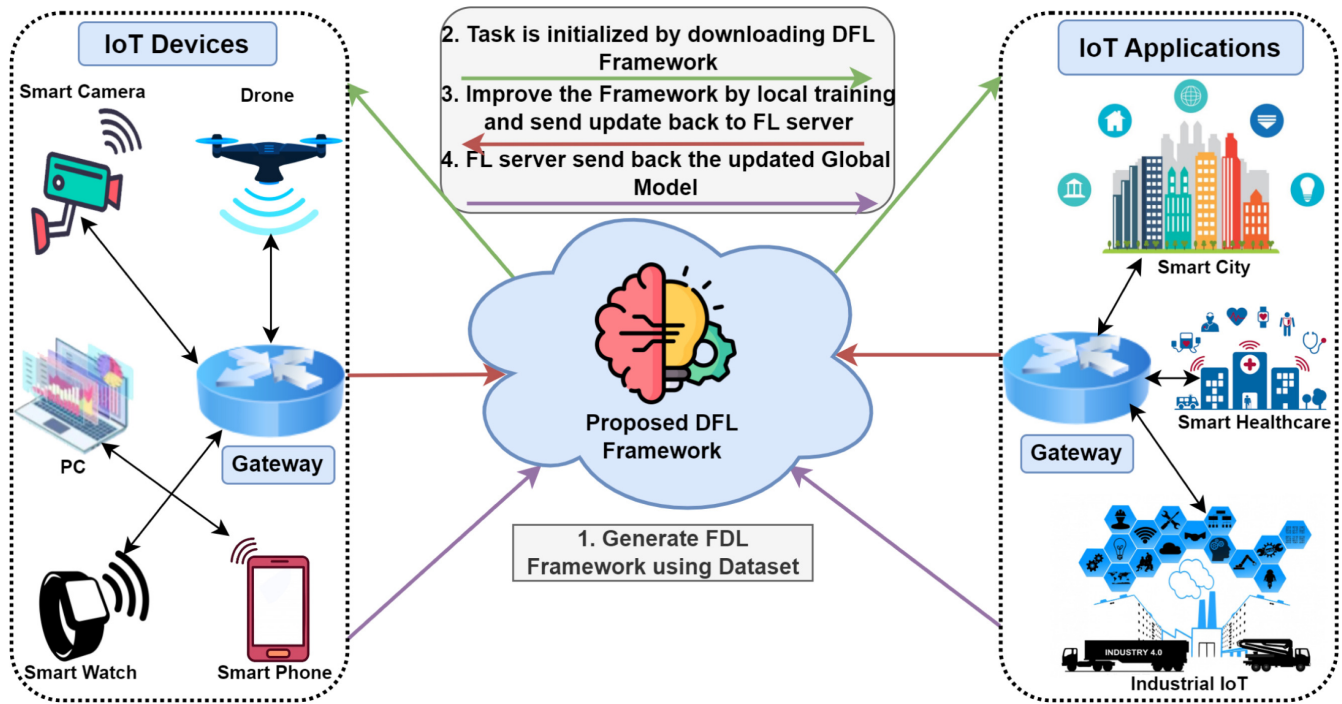 IoT Devices
Smart Camera
Drone
PC
Gateway
Smart Watch
Smart Phone
2. Task is initialized by downloading DFL
Framework
3. Improve the Framework by local training
and send update back to FL server
4. FL server send back the updated Global
Model
Proposed DFL
Framework
1. Generate FDL
Framework using Dataset
IoT Applications
Smart City
Smart Healthcare
Gateway
INDUSTRY 4.0
Industrial IoT